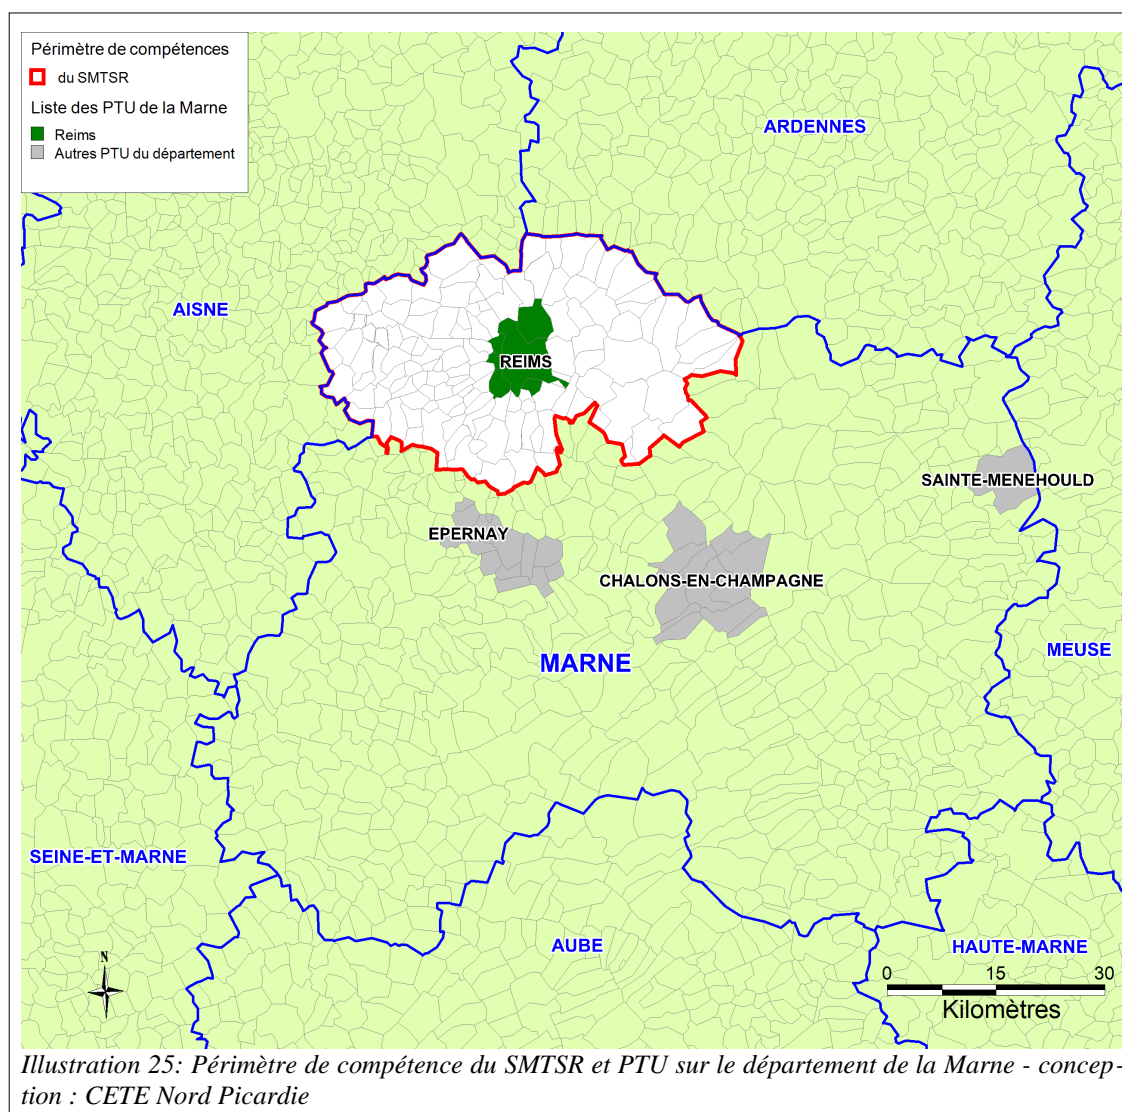 Périmètre de compétences
du SMTSR
Liste des PTU de la Marne
Reims
Autres PTU du département
ARDENNES
AISNE
REIMS
SAINTE-MENEHOULD
EPERNAY
CHALONS-EN-CHAMPAGNE
MEUSE
MARNE
SEINE-ET-MARNE
AUBE
HAUTE-MARNE
N
0 15 30
Kilomètres
Illustration 25: Périmètre de compétence du SMTSR et PTU sur le département de la Marne - concep-
tion : CETE Nord Picardie